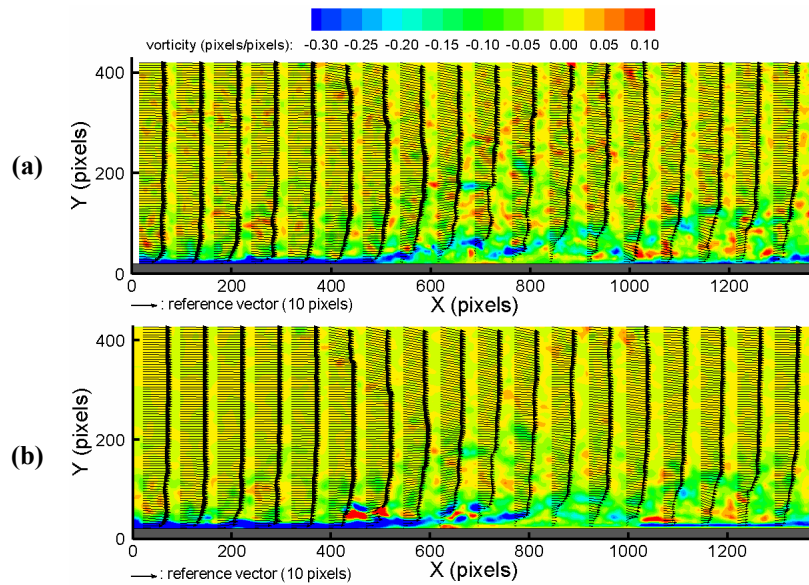 vorticity (pixels/pixels): -0.30 -0.25 -0.20 -0.15 -0.10 -0.05 0.00 0.05 0.10
(a)
Y (pixels)
400
200
0
0 200 400 600 800 1000 1200
X (pixels)
: reference vector (10 pixels)
(b)
Y (pixels)
400
200
0
0 200 400 600 800 1000 1200
X (pixels)
: reference vector (10 pixels)